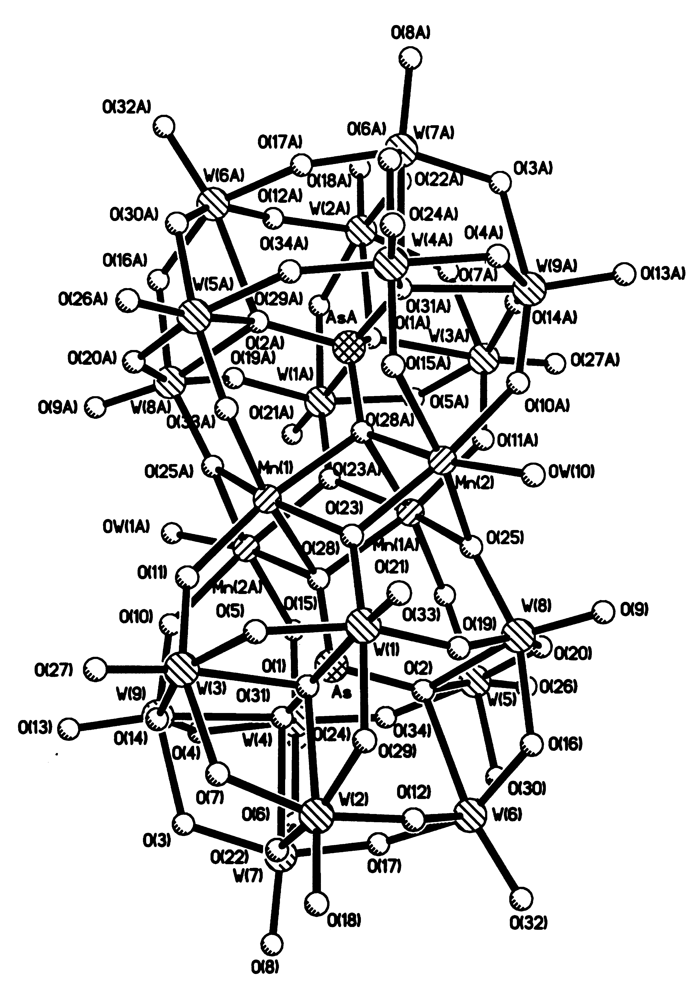 O(8A)
O(32A)
O(6A)
W(7A)
O(17A)
O(3A)
W(6A)
O(18A)
O(22A)
O(12A)
W(2A)
O(30A)
O(24A)
O(34A)
W(4A)
O(4A)
O(16A)
W(9A)
O(7A)
O(13A)
W(5A)
O(26A)
O(29A)
O(31A)
AsA
O(14A)
O(1A)
W(3A)
O(2A)
O(20A)
O(19A)
O(15A)
O(27A)
W(1A)
O(9A)
W(8A)
O(5A)
O(10A)
O(33A)
O(21A)
O(28A)
O(11A)
O(25A)
Mn(1)
O(23A)
OW(10)
Mn(2)
O(23)
OW(1A)
O(25)
O(28)
Mn(1A)
O(11)
O(21)
Mn(2A)
O(15)
O(5)
O(10)
W(8)
O(9)
O(33)
O(19)
W(1)
O(20)
O(27)
O(1)
O(2)
W(9)
W(3)
O(31)
As
O(26)
W(5)
O(13)
O(14)
W(4)
O(24)
O(34)
O(4)
O(29)
O(16)
O(7)
W(2)
O(12)
O(30)
O(6)
W(6)
O(3)
O(22)
O(17)
W(7)
O(18)
O(32)
O(8)